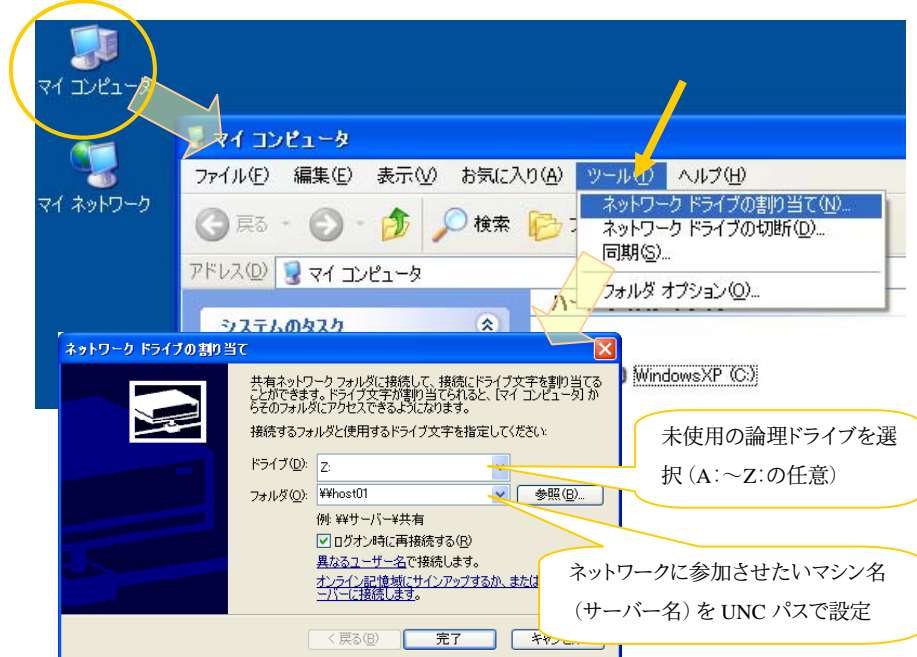 マイ コンピュータ
マイ ネットワーク
マイ コンピュータ
ファイル(F) 編集(E) 表示(V) お気に入り(A) ツール(T) ヘルプ(H)
戻る 検索
ネットワーク ドライブの割り当て(N)...
ネットワーク ドライブの切断(D)...
同期(S)...
フォルダ オプション(O)...
アドレス(D) マイ コンピュータ
システムのタスク
WindowsXP (C:)
ネットワーク ドライブの割り当て
共有ネットワーク フォルダに接続して、接続にドライブ文字を割り当てる
ことができます。ドライブ文字が割り当てられると、[マイ コンピュータ] か
らそのフォルダにアクセスできるようになります。
接続するフォルダと使用するドライブ文字を指定してください:
ドライブ(D): Z:
フォルダ(O): ¥¥host01 参照(B)...
例: ¥¥サーバー¥共有
ログオン時に再接続する(R)
異なるユーザー名で接続します。
オンライン記憶域にサインアップするか、または
ーバーに接続します。
< 戻る(B) 完了
未使用の論理ドライブを選
択（A:～Z:の任意）
ネットワークに参加させたいマシン名
（サーバー名）を UNC パスで設定